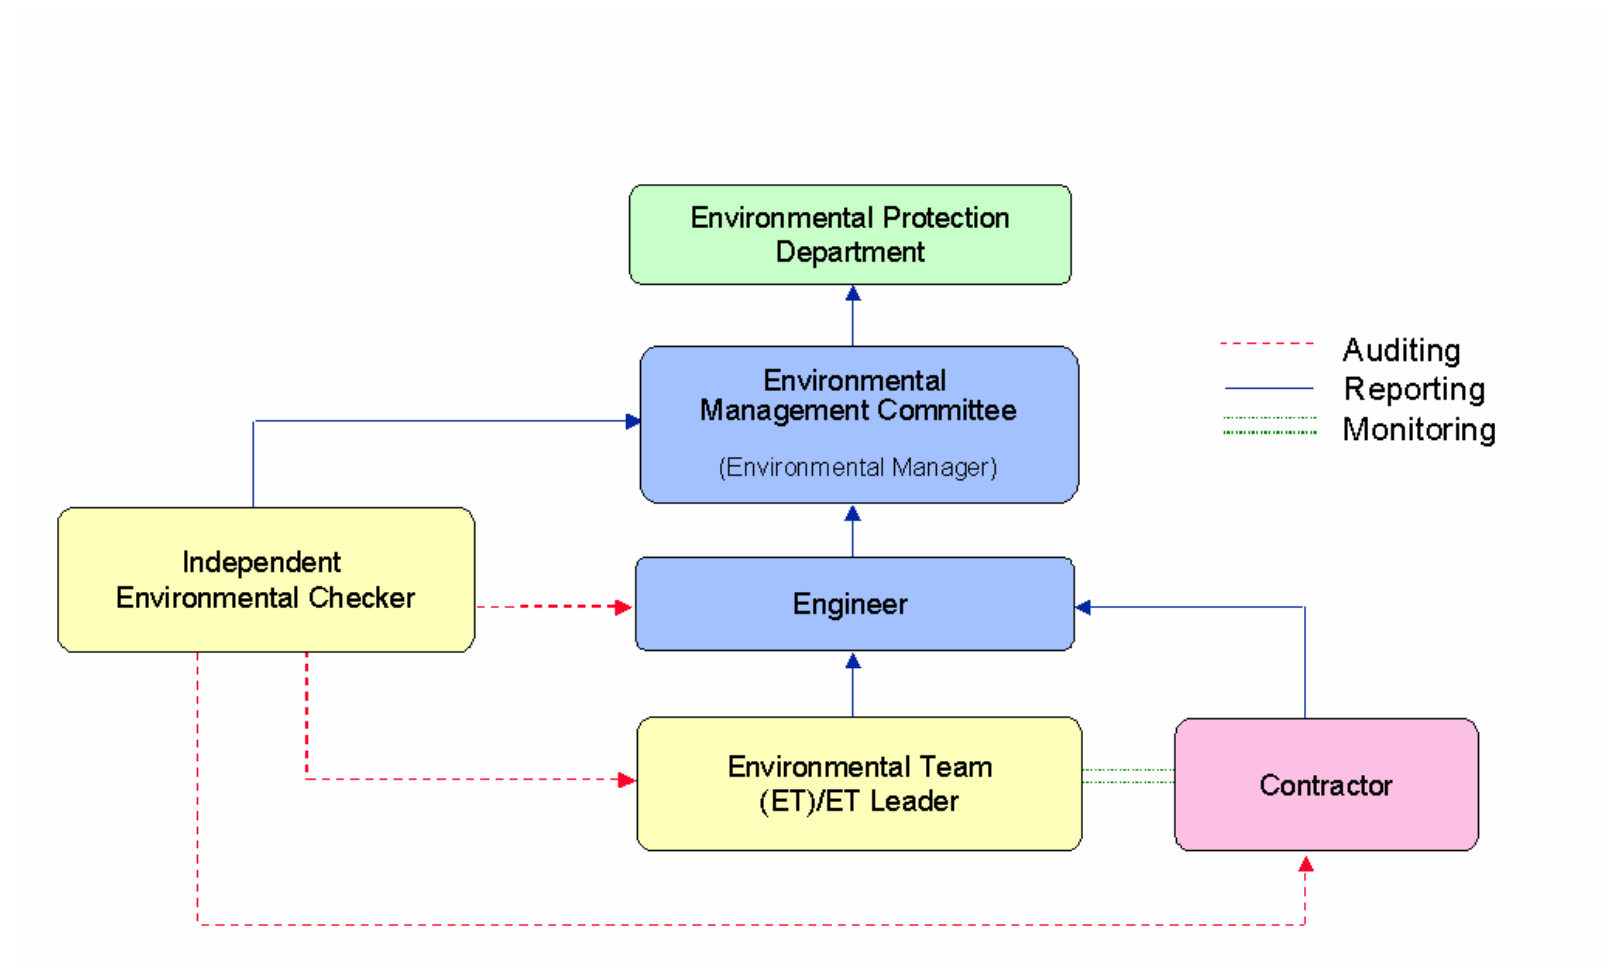 Environmental Protection
Department
Environmental
Management Committee
(Environmental Manager)
Auditing
Reporting
Monitoring
Independent
Environmental Checker
Engineer
Environmental Team
(ET)/ET Leader
Contractor